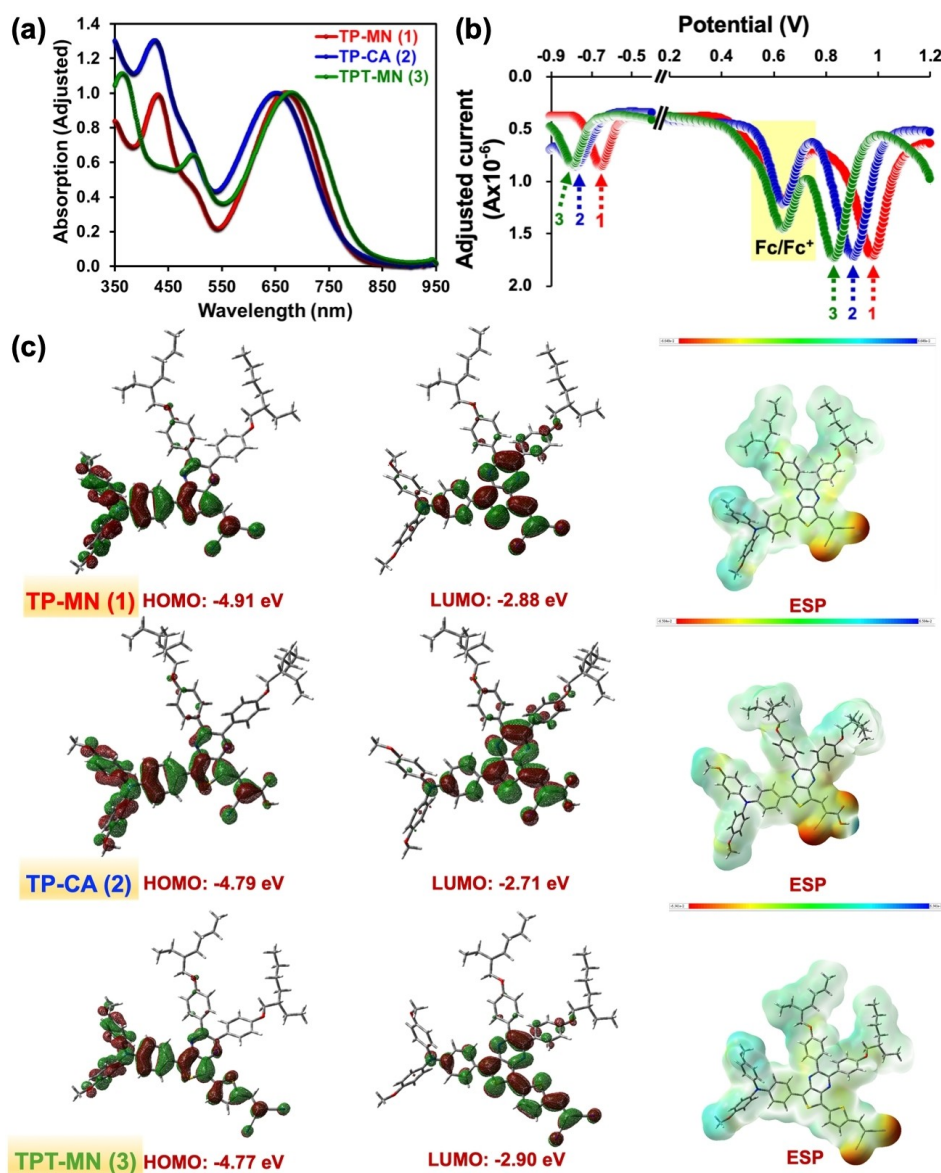 (a)
1.4
1.2
1.0
0.8
0.6
0.4
0.2
0.0
Absorption (Adjusted)
TP-MN (1)
TP-CA (2)
TPT-MN (3)
350 450 550 650 750 850 950
Wavelength (nm)
(b)
Potential (V)
-0.9 -0.7 -0.5 0.2 0.4 0.6 0.8 1 1.2
0.0
0.5
1.0
1.5
2.0
Adjusted current
(Ax10-6)
3 2 1
Fc/Fc+
3 2 1
(c)
TP-MN (1) HOMO: -4.91 eV LUMO: -2.88 eV ESP
TP-CA (2) HOMO: -4.79 eV LUMO: -2.71 eV ESP
TPT-MN (3) HOMO: -4.77 eV LUMO: -2.90 eV ESP